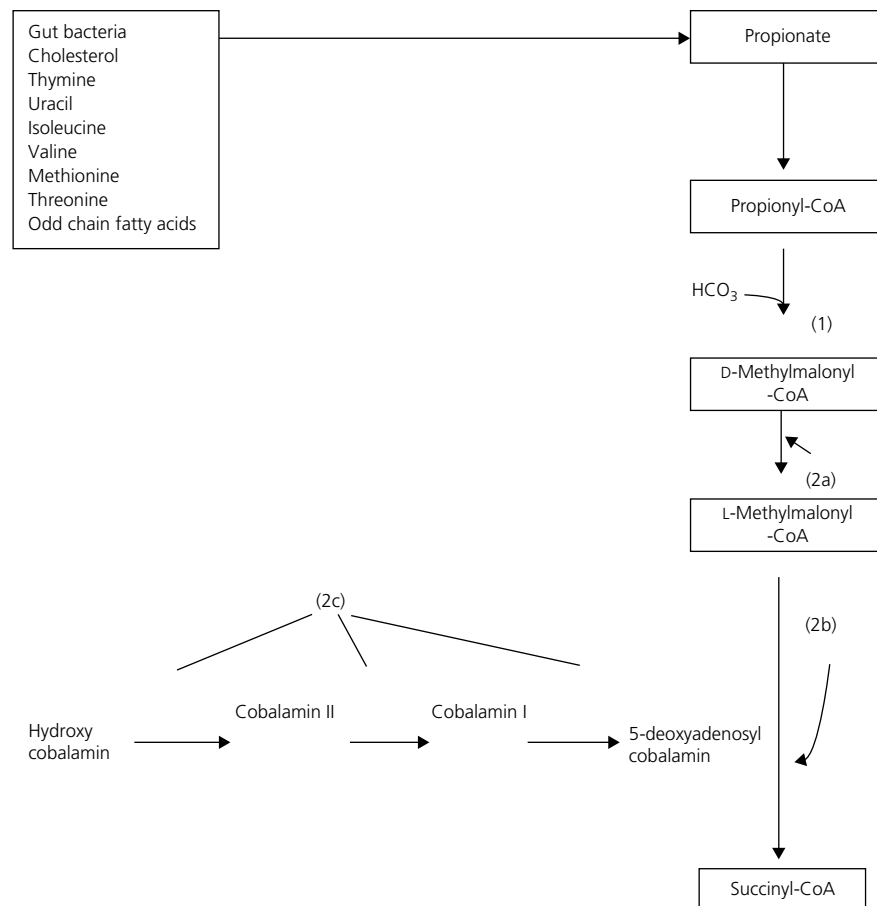 Gut bacteria
Cholesterol
Thymine
Uracil
Isoleucine
Valine
Methionine
Threonine
Odd chain fatty acids
Propionate
Propionyl-CoA
HCO3
(1)
D-Methylmalonyl
-CoA
(2a)
L-Methylmalonyl
-CoA
(2c)
(2b)
Hydroxy
cobalamin
Cobalamin II
Cobalamin I
5-deoxyadenosyl
cobalamin
Succinyl-CoA